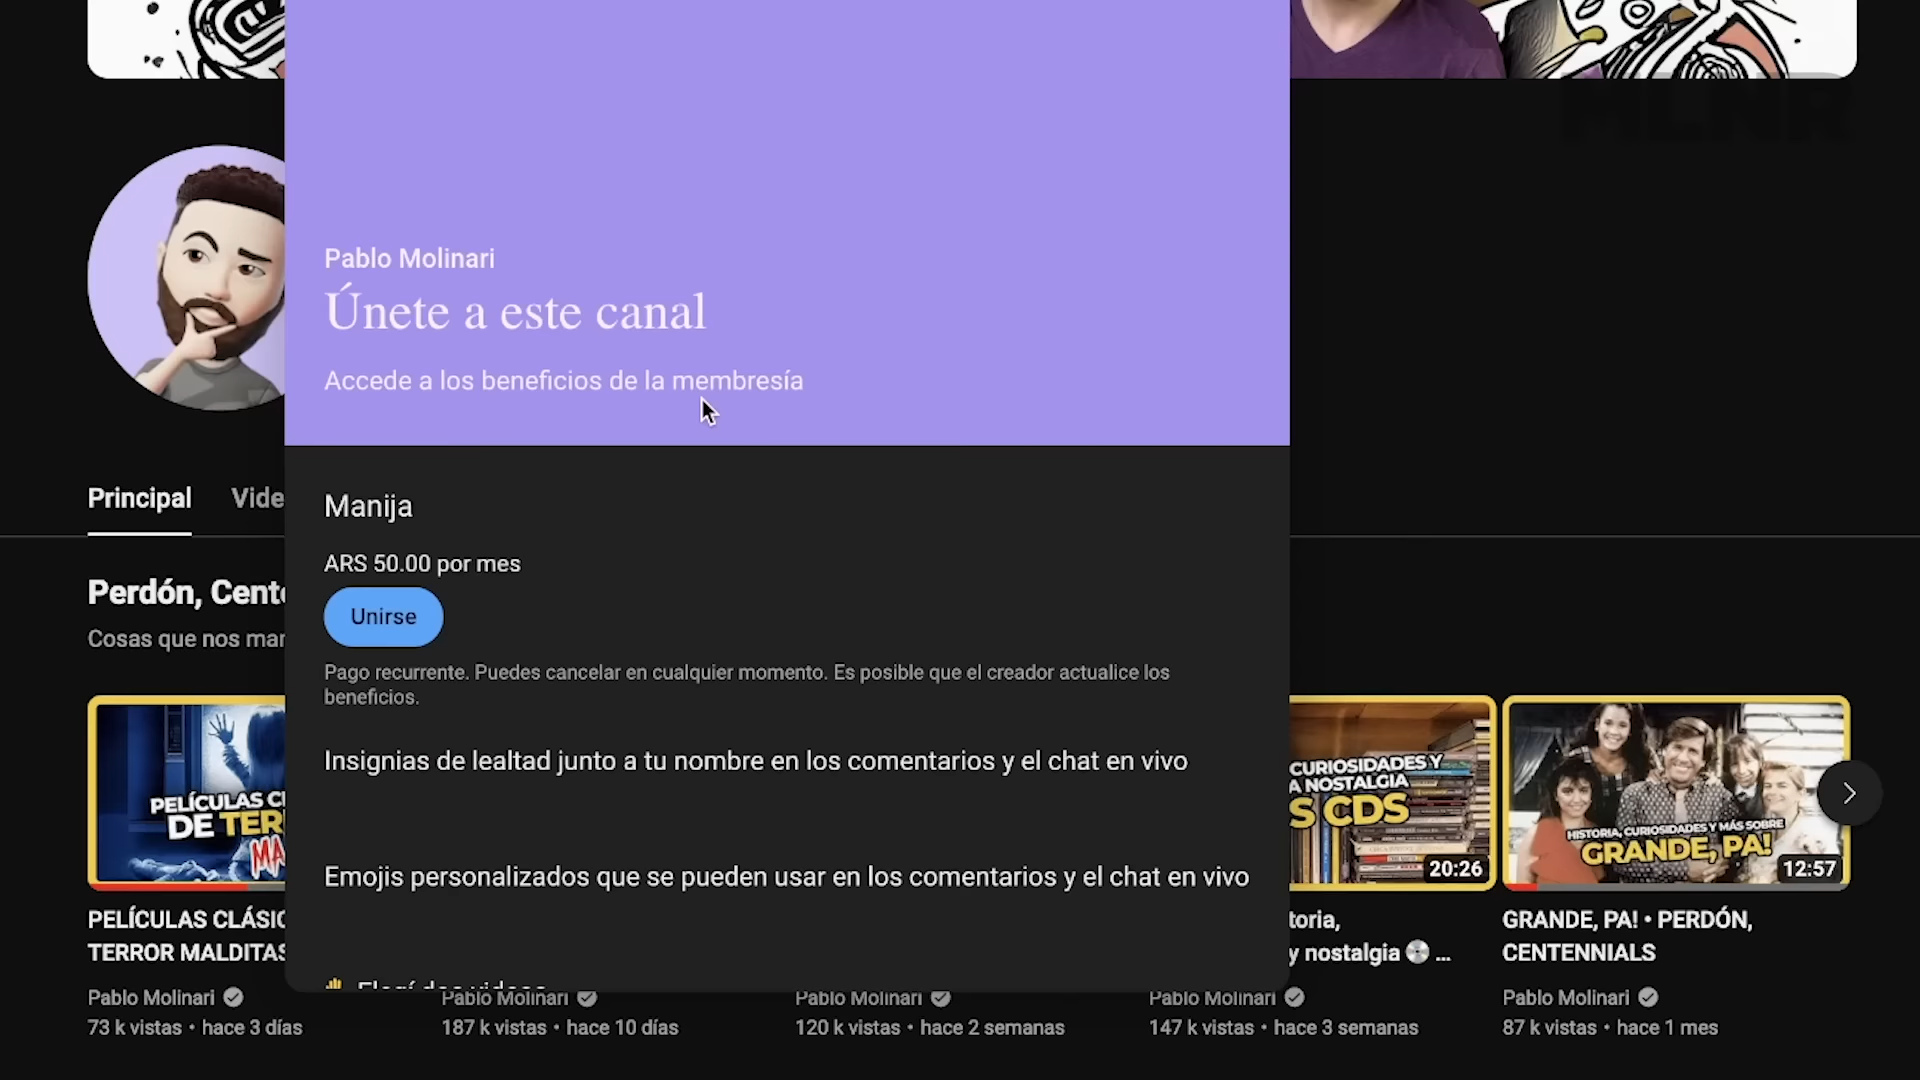 MLNR
Pablo Molinari
Únete a este canal
Accede a los beneficios de la membresía
Principal
Vide
Manija
ARS 50.00 por mes
Unirse
Pago recurrente. Puedes cancelar en cualquier momento. Es posible que el creador actualice los
beneficios.
Insignias de lealtad junto a tu nombre en los comentarios y el chat en vivo
Emojis personalizados que se pueden usar en los comentarios y el chat en vivo
Elegí dos videos
Perdón, Cent
Cosas que nos mar
PELÍCULAS C
DE TER
MA
CURIOSIDADES Y
A NOSTALGIA
S CDS
20:26
HISTORIA, CURIOSIDADES Y MÁS SOBRE
GRANDE, PA!
12:57
PELÍCULAS CLÁSIC
TERROR MALDITAS
Pablo Molinari
73 k vistas • hace 3 días
Pablo Molinari
187 k vistas • hace 10 días
Pablo Molinari
120 k vistas • hace 2 semanas
toria,
y nostalgia 💿 ...
Pablo Molinari
147 k vistas • hace 3 semanas
GRANDE, PA! • PERDÓN,
CENTENNIALS
Pablo Molinari
87 k vistas • hace 1 mes